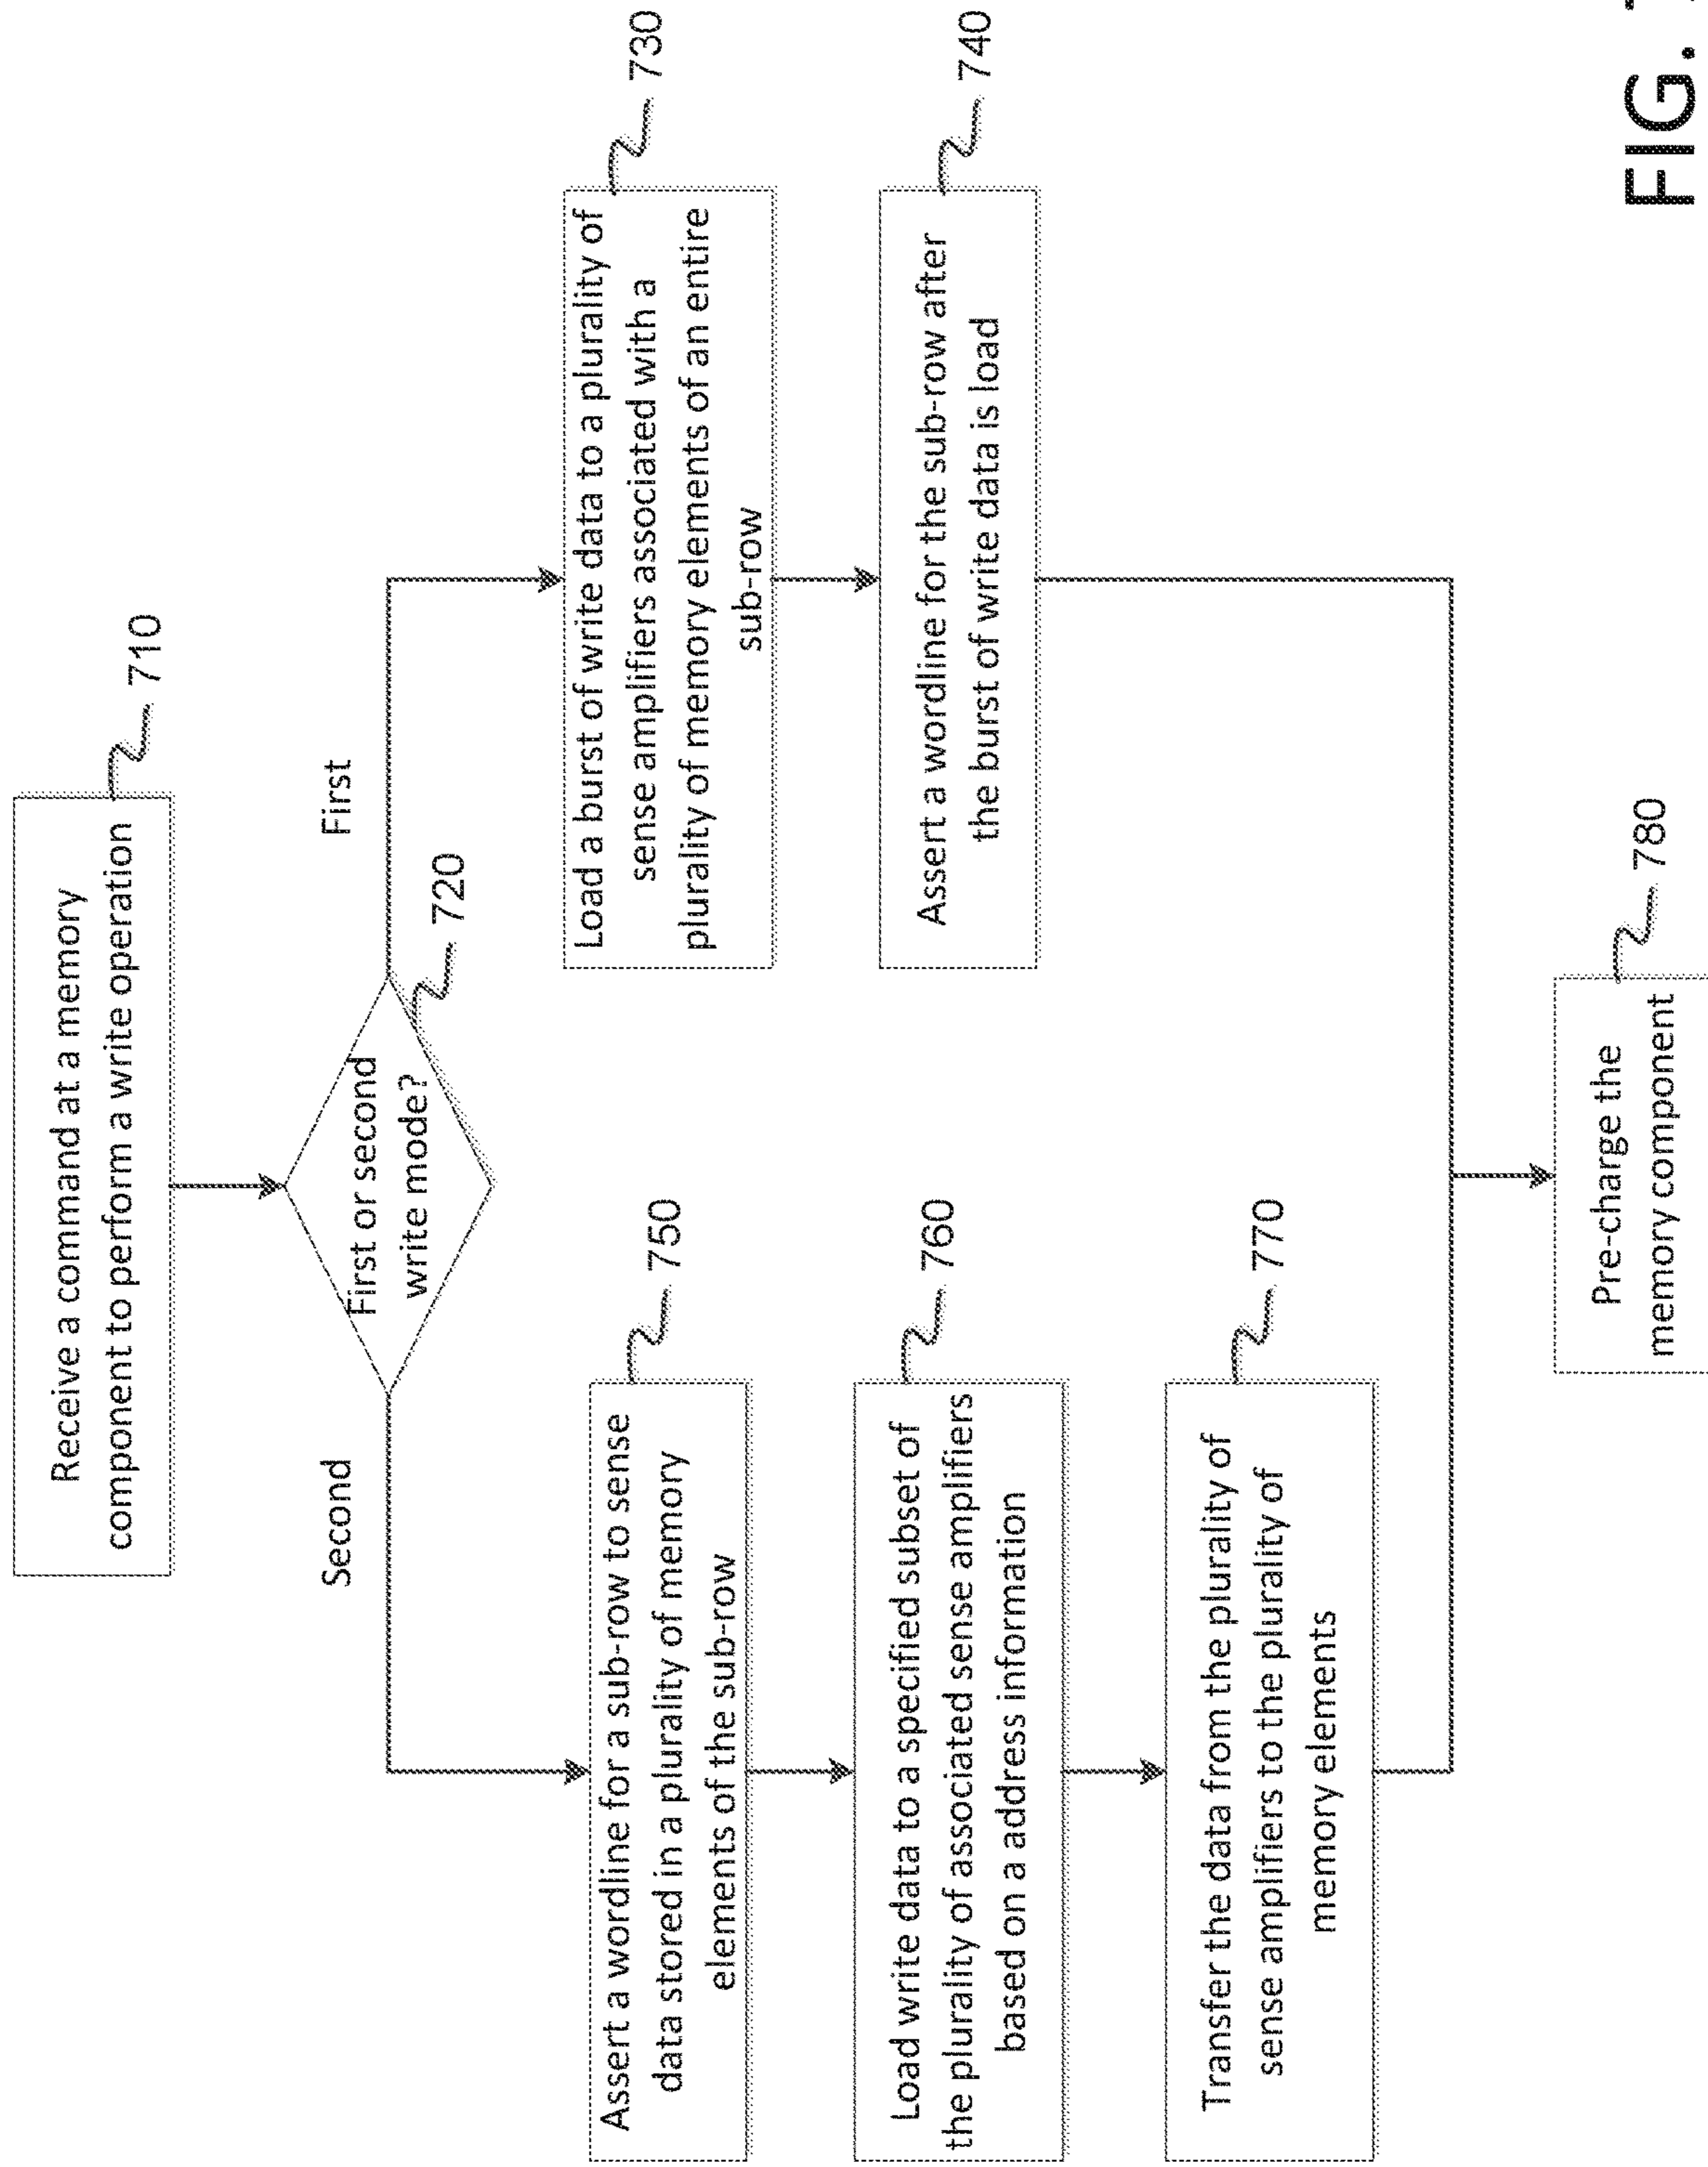 Receive a command at a memory
component to perform a write operation
710
First or second
write mode?
720
Second
First
Assert a wordline for a sub-row to sense
data stored in a plurality of memory
elements of the sub-row
750
Load a burst of write data to a plurality of
sense amplifiers associated with a
plurality of memory elements of an entire
sub-row
730
Load write data to a specified subset of
the plurality of associated sense amplifiers
based on a address information
760
Assert a wordline for the sub-row after
the burst of write data is load
740
Transfer the data from the plurality of
sense amplifiers to the plurality of
memory elements
770
Pre-charge the
memory component
780
FIG.